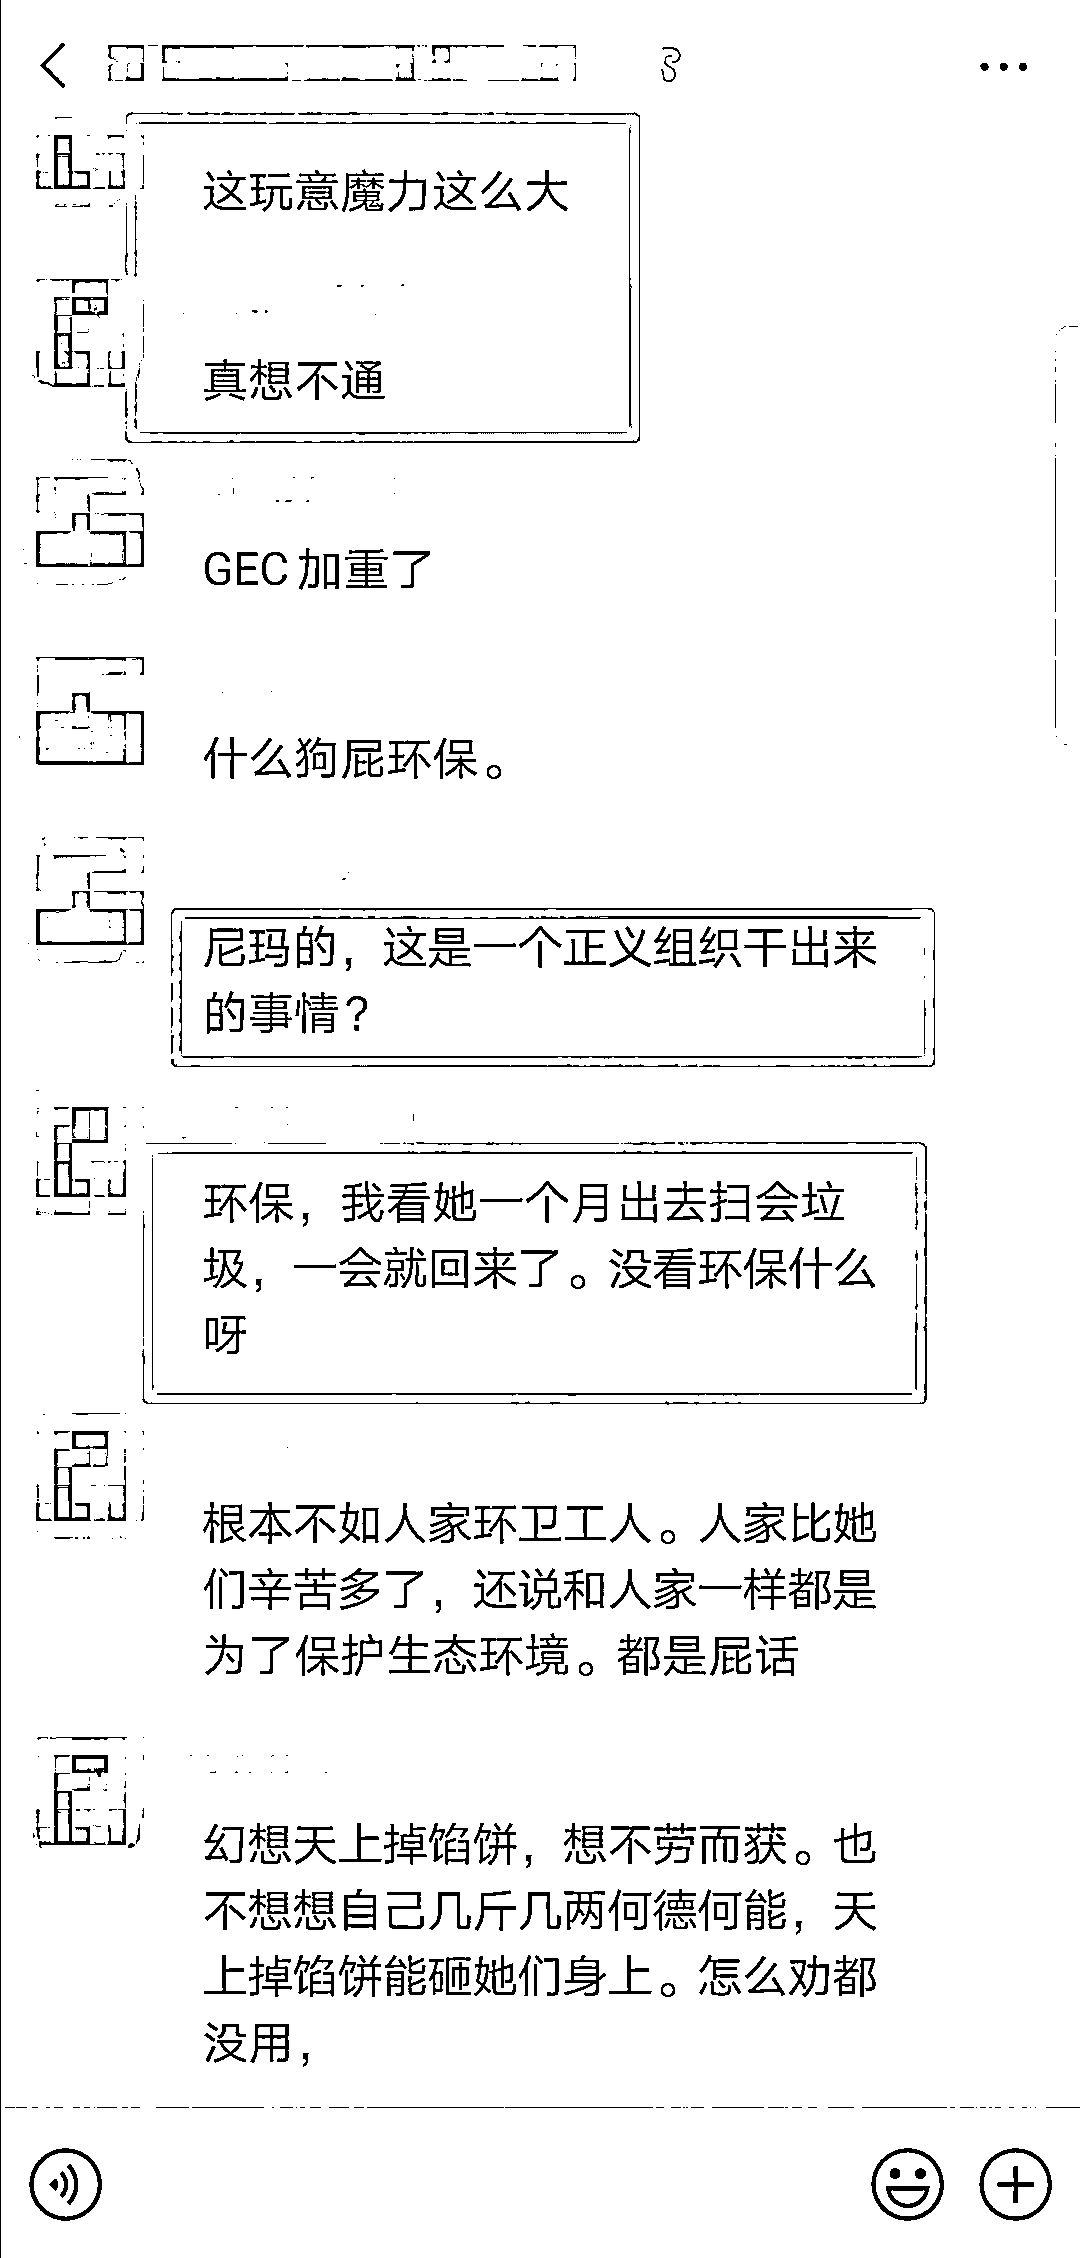 这玩意魔力这么大
真想不通
GEC加重了
什么狗屁环保。
尼玛的，这是一个正义组织干出来
的事情？
环保，我看她一个月出去扫会垃
圾，一会就回来了。没看环保什么
呀
根本不如人家环卫工人。人家比她
们辛苦多了，还说和人家一样都是
为了保护生态环境。都是屁话
幻想天上掉馅饼，想不劳而获。也
不想想自己几斤几两何德何能，天
上掉馅饼能砸她们身上。怎么劝都
没用，